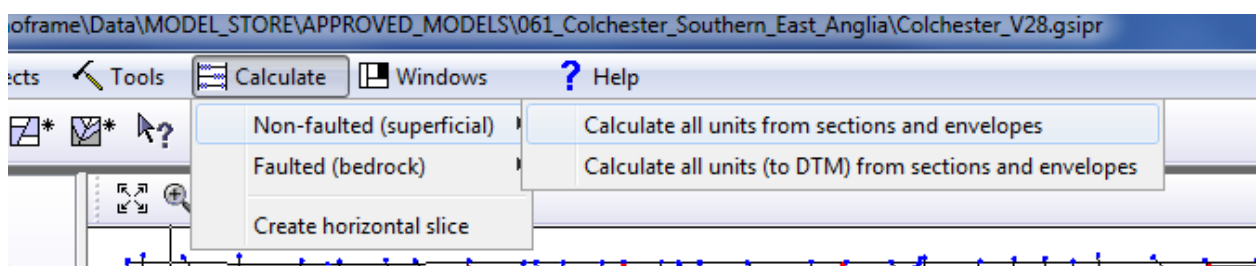 oframe\Data\MODEL_STORE\APPROVED_MODELS\061_Colchester_Southern_East_Anglia\Colchester_V28.gsipr
ects Tools Calculate Windows ? Help
Non-faulted (superficial) Calculate all units from sections and envelopes
Faulted (bedrock) Calculate all units (to DTM) from sections and envelopes
Create horizontal slice